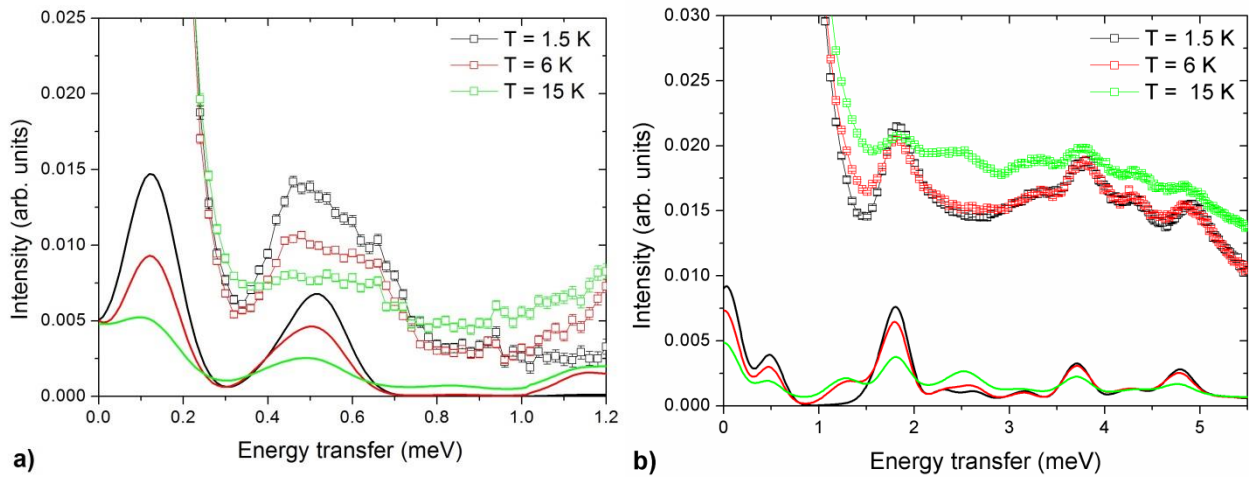 0.025
0.020
0.015
0.010
0.005
0.000
Intensity (arb. units)
T = 1.5 K
T = 6 K
T = 15 K
0.0 0.2 0.4 0.6 0.8 1.0 1.2
Energy transfer (meV)
a)
b)
0.030
0.025
0.020
0.015
0.010
0.005
0.000
Intensity (arb. units)
T = 1.5 K
T = 6 K
T = 15 K
0 1 2 3 4 5
Energy transfer (meV)